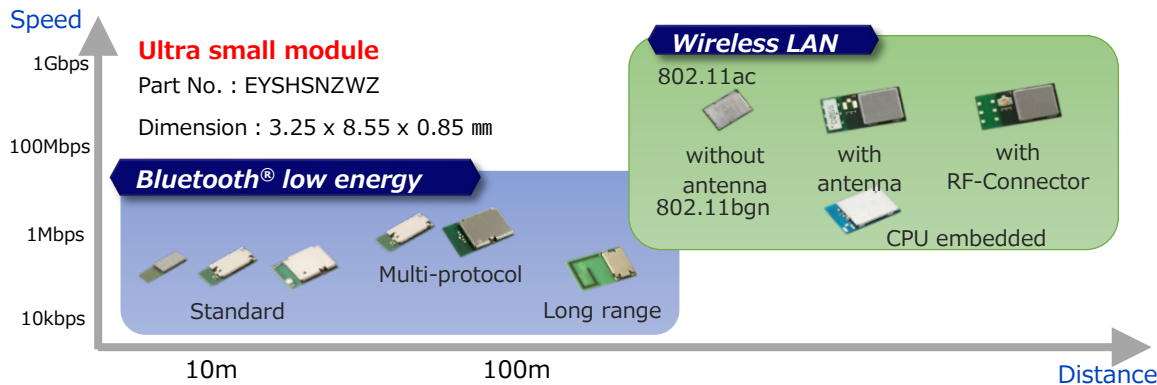 Speed
1Gbps
100Mbps
1Mbps
10kbps
Ultra small module
Part No. : EYSHSNZWZ
Dimension : 3.25 x 8.55 x 0.85 ㎜
Wireless LAN
802.11ac
without
antenna
with
antenna
with
RF-Connector
802.11bgn
CPU embedded
Bluetooth® low energy
Standard
Multi-protocol
Long range
10m
100m
Distance